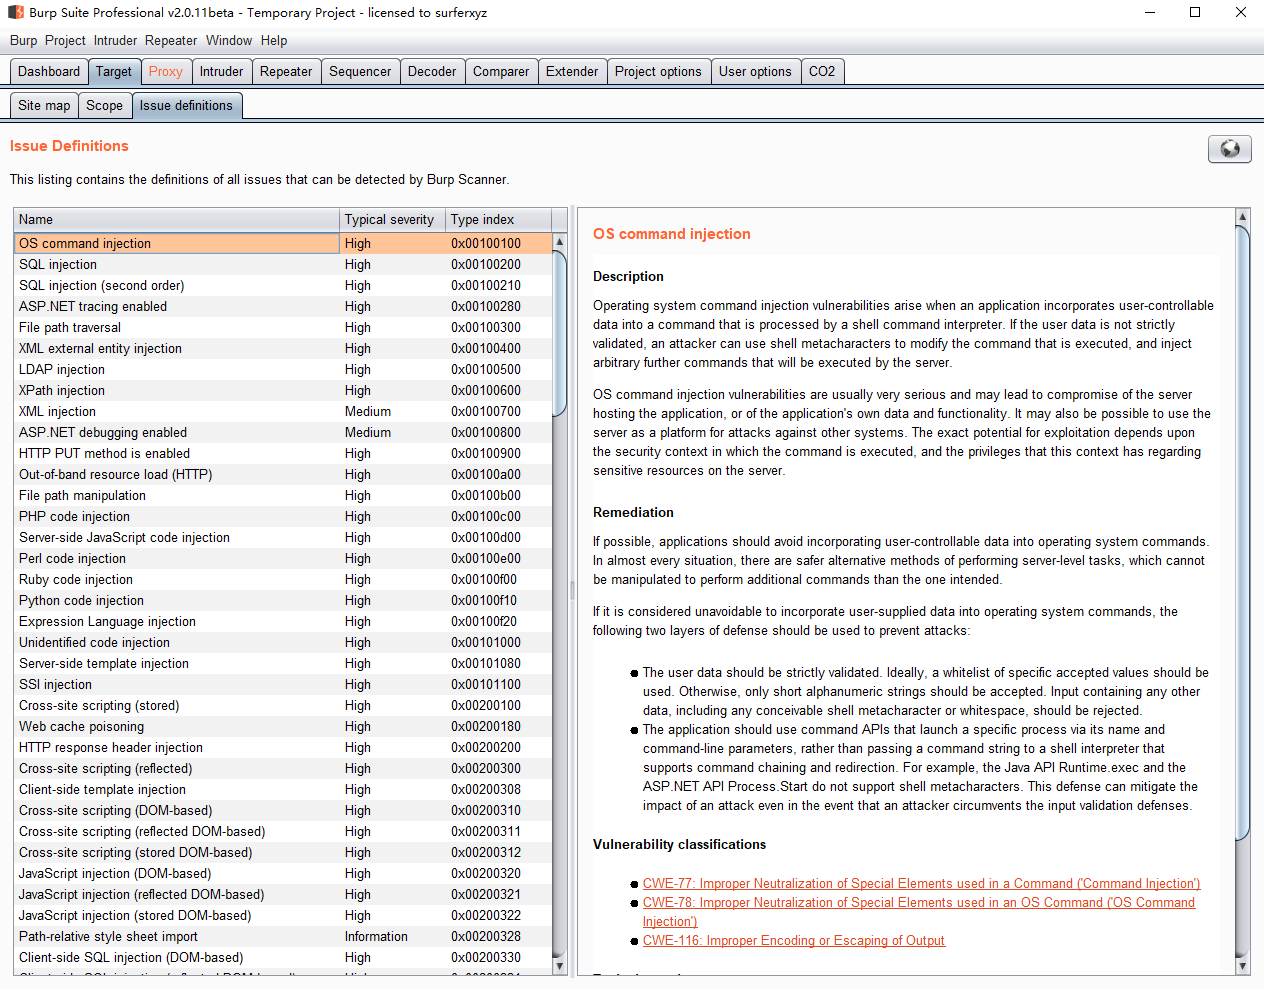 Burp Suite Professional v2.0.11beta - Temporary Project - licensed to surferxyz
Burp Project Intruder Repeater Window Help
Dashboard Target Proxy Intruder Repeater Sequencer Decoder Comparer Extender Project options User options CO2
Site map Scope Issue definitions
Issue Definitions
This listing contains the definitions of all issues that can be detected by Burp Scanner.
Name Typical severity Type index
OS command injection High 0x00100100
SQL injection High 0x00100200
SQL injection (second order) High 0x00100210
ASP.NET tracing enabled High 0x00100280
File path traversal High 0x00100300
XML external entity injection High 0x00100400
LDAP injection High 0x00100500
XPath injection High 0x00100600
XML injection Medium 0x00100700
ASP.NET debugging enabled Medium 0x00100800
HTTP PUT method is enabled High 0x00100900
Out-of-band resource load (HTTP) High 0x00100a00
File path manipulation High 0x00100b00
PHP code injection High 0x00100c00
Server-side JavaScript code injection High 0x00100d00
Perl code injection High 0x00100e00
Ruby code injection High 0x00100f00
Python code injection High 0x00100f10
Expression Language injection High 0x00100f20
Unidentified code injection High 0x00101000
Server-side template injection High 0x00101080
SSI injection High 0x00101100
Cross-site scripting (stored) High 0x00200100
Web cache poisoning High 0x00200180
HTTP response header injection High 0x00200200
Cross-site scripting (reflected) High 0x00200300
Client-side template injection High 0x00200308
Cross-site scripting (DOM-based) High 0x00200310
Cross-site scripting (reflected DOM-based) High 0x00200311
Cross-site scripting (stored DOM-based) High 0x00200312
JavaScript injection (DOM-based) High 0x00200320
JavaScript injection (reflected DOM-based) High 0x00200321
JavaScript injection (stored DOM-based) High 0x00200322
Path-relative style sheet import Information 0x00200328
Client-side SQL injection (DOM-based) High 0x00200330
OS command injection
Description
Operating system command injection vulnerabilities arise when an application incorporates user-controllable
data into a command that is processed by a shell command interpreter. If the user data is not strictly
validated, an attacker can use shell metacharacters to modify the command that is executed, and inject
arbitrary further commands that will be executed by the server.
OS command injection vulnerabilities are usually very serious and may lead to compromise of the server
hosting the application, or of the application's own data and functionality. It may also be possible to use the
server as a platform for attacks against other systems. The exact potential for exploitation depends upon
the security context in which the command is executed, and the privileges that this context has regarding
sensitive resources on the server.
Remediation
If possible, applications should avoid incorporating user-controllable data into operating system commands.
In almost every situation, there are safer alternative methods of performing server-level tasks, which cannot
be manipulated to perform additional commands than the one intended.
If it is considered unavoidable to incorporate user-supplied data into operating system commands, the
following two layers of defense should be used to prevent attacks:
● The user data should be strictly validated. Ideally, a whitelist of specific accepted values should be
used. Otherwise, only short alphanumeric strings should be accepted. Input containing any other
data, including any conceivable shell metacharacter or whitespace, should be rejected.
● The application should use command APIs that launch a specific process via its name and
command-line parameters, rather than passing a command string to a shell interpreter that
supports command chaining and redirection. For example, the Java API Runtime.exec and the
ASP.NET API Process.Start do not support shell metacharacters. This defense can mitigate the
impact of an attack even in the event that an attacker circumvents the input validation defenses.
Vulnerability classifications
● CWE-77: Improper Neutralization of Special Elements used in a Command ('Command Injection')
● CWE-78: Improper Neutralization of Special Elements used in an OS Command ('OS Command
Injection')
● CWE-116: Improper Encoding or Escaping of Output